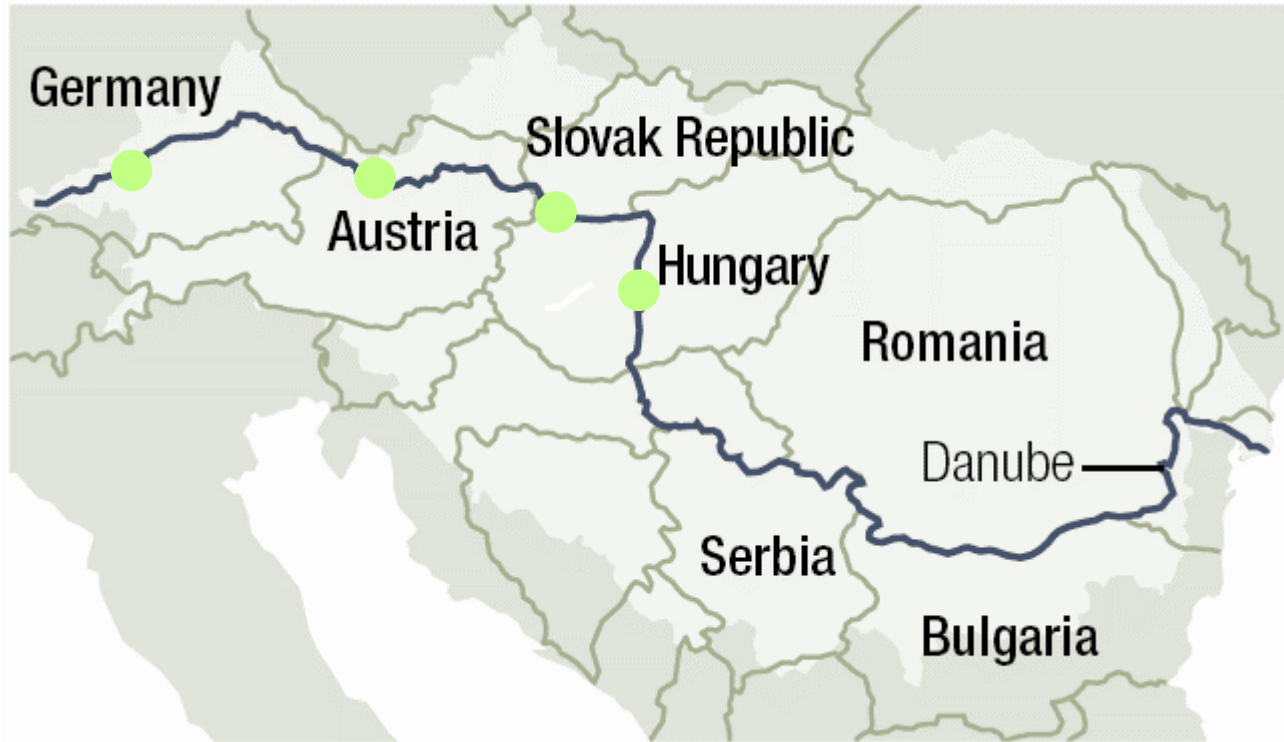 Germany
Slovak Republic
Austria
Hungary
Romania
Danube
Serbia
Bulgaria